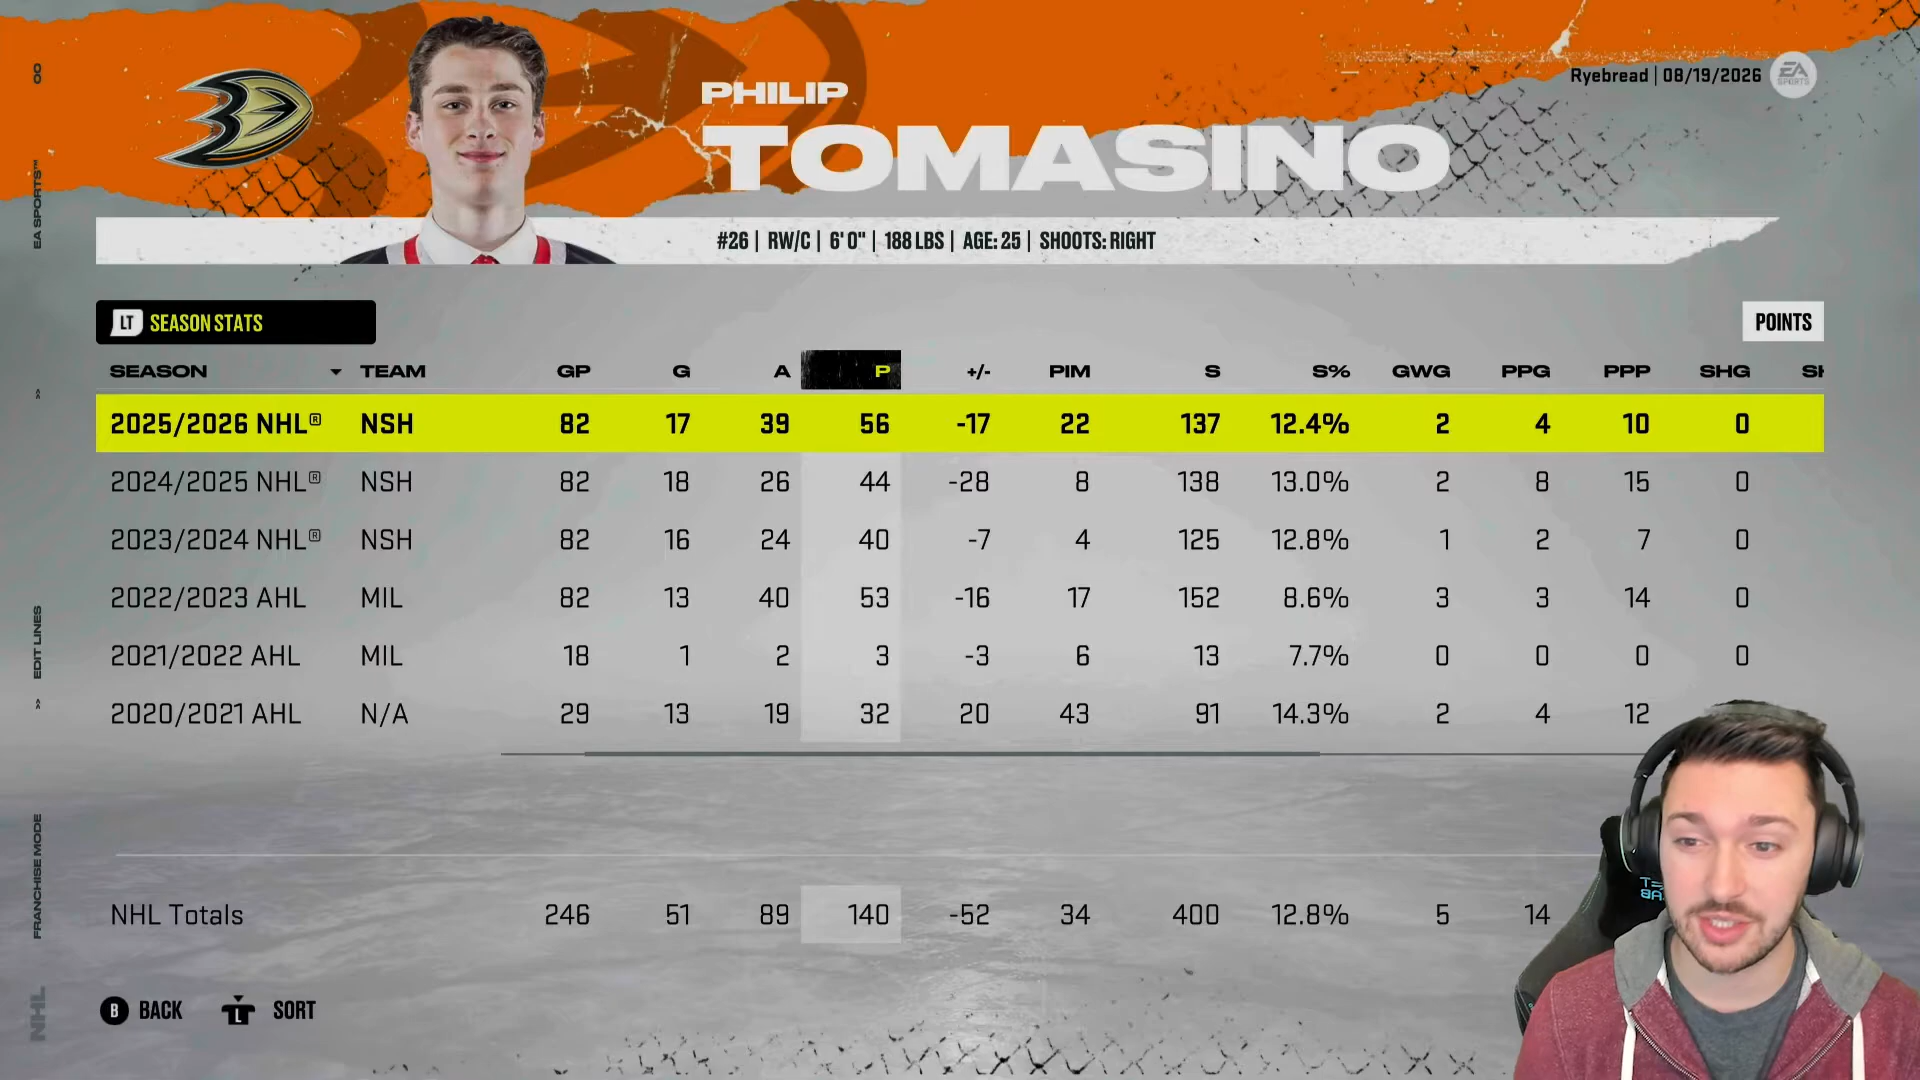 PHILIP
TOMASINO
Ryebread | 08/19/2026
EA SPORTS
#26 | RW/C | 6' 0" | 188 LBS | AGE: 25 | SHOOTS: RIGHT
LT SEASON STATS
POINTS
SEASON TEAM GP G A P +/- PIM S S% GWG PPG PPP SHG
2025/2026 NHL® NSH 82 17 39 56 -17 22 137 12.4% 2 4 10 0
2024/2025 NHL® NSH 82 18 26 44 -28 8 138 13.0% 2 8 15 0
2023/2024 NHL® NSH 82 16 24 40 -7 4 125 12.8% 1 2 7 0
2022/2023 AHL MIL 82 13 40 53 -16 17 152 8.6% 3 3 14 0
2021/2022 AHL MIL 18 1 2 3 -3 6 13 7.7% 0 0 0 0
2020/2021 AHL N/A 29 13 19 32 20 43 91 14.3% 2 4 12
NHL Totals 246 51 89 140 -52 34 400 12.8% 5 14
B BACK L SORT
NHL FRANCHISE MODE >> EDIT LINES >> EA SPORTS™